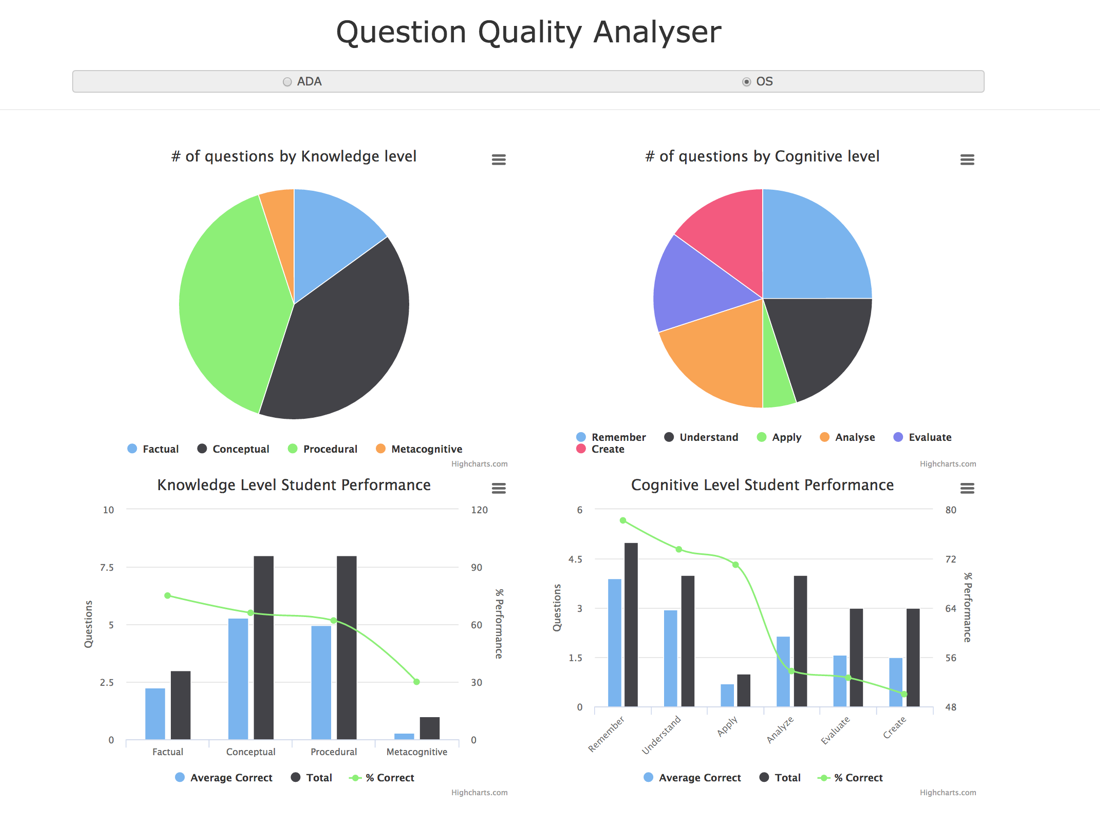 Question Quality Analyser
ADA
OS
# of questions by Knowledge level
Factual Conceptual Procedural Metacognitive
Highcharts.com
# of questions by Cognitive level
Remember Understand Apply Analyse Evaluate
Create
Highcharts.com
Knowledge Level Student Performance
10
7.5
5
2.5
0
Questions
120
90
60
30
0
% Performance
Factual Conceptual Procedural Metacognitive
Average Correct Total % Correct
Highcharts.com
Cognitive Level Student Performance
6
4.5
3
1.5
0
Questions
80
72
64
56
48
% Performance
Remember Understand Apply Analyze Evaluate Create
Average Correct Total % Correct
Highcharts.com